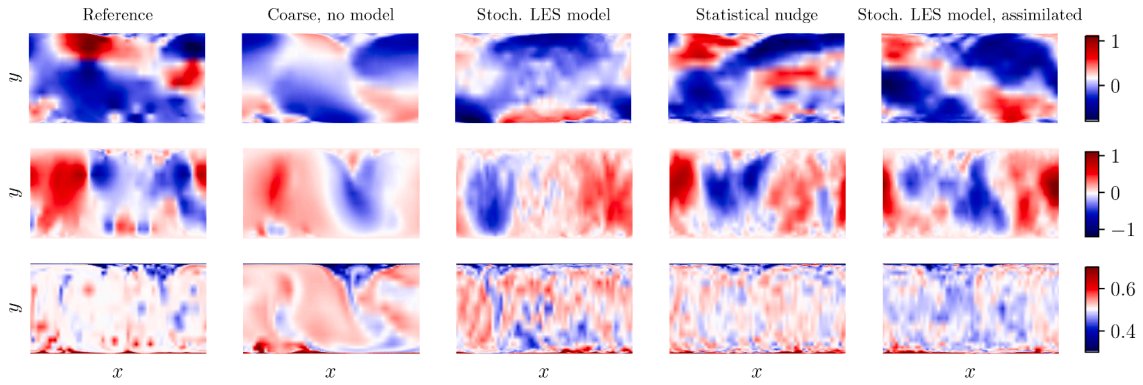 Reference
Coarse, no model
Stoch. LES model
Statistical nudge
Stoch. LES model, assimilated
y
1
0
y
1
0
−1
y
0.6
0.4
x
x
x
x
x